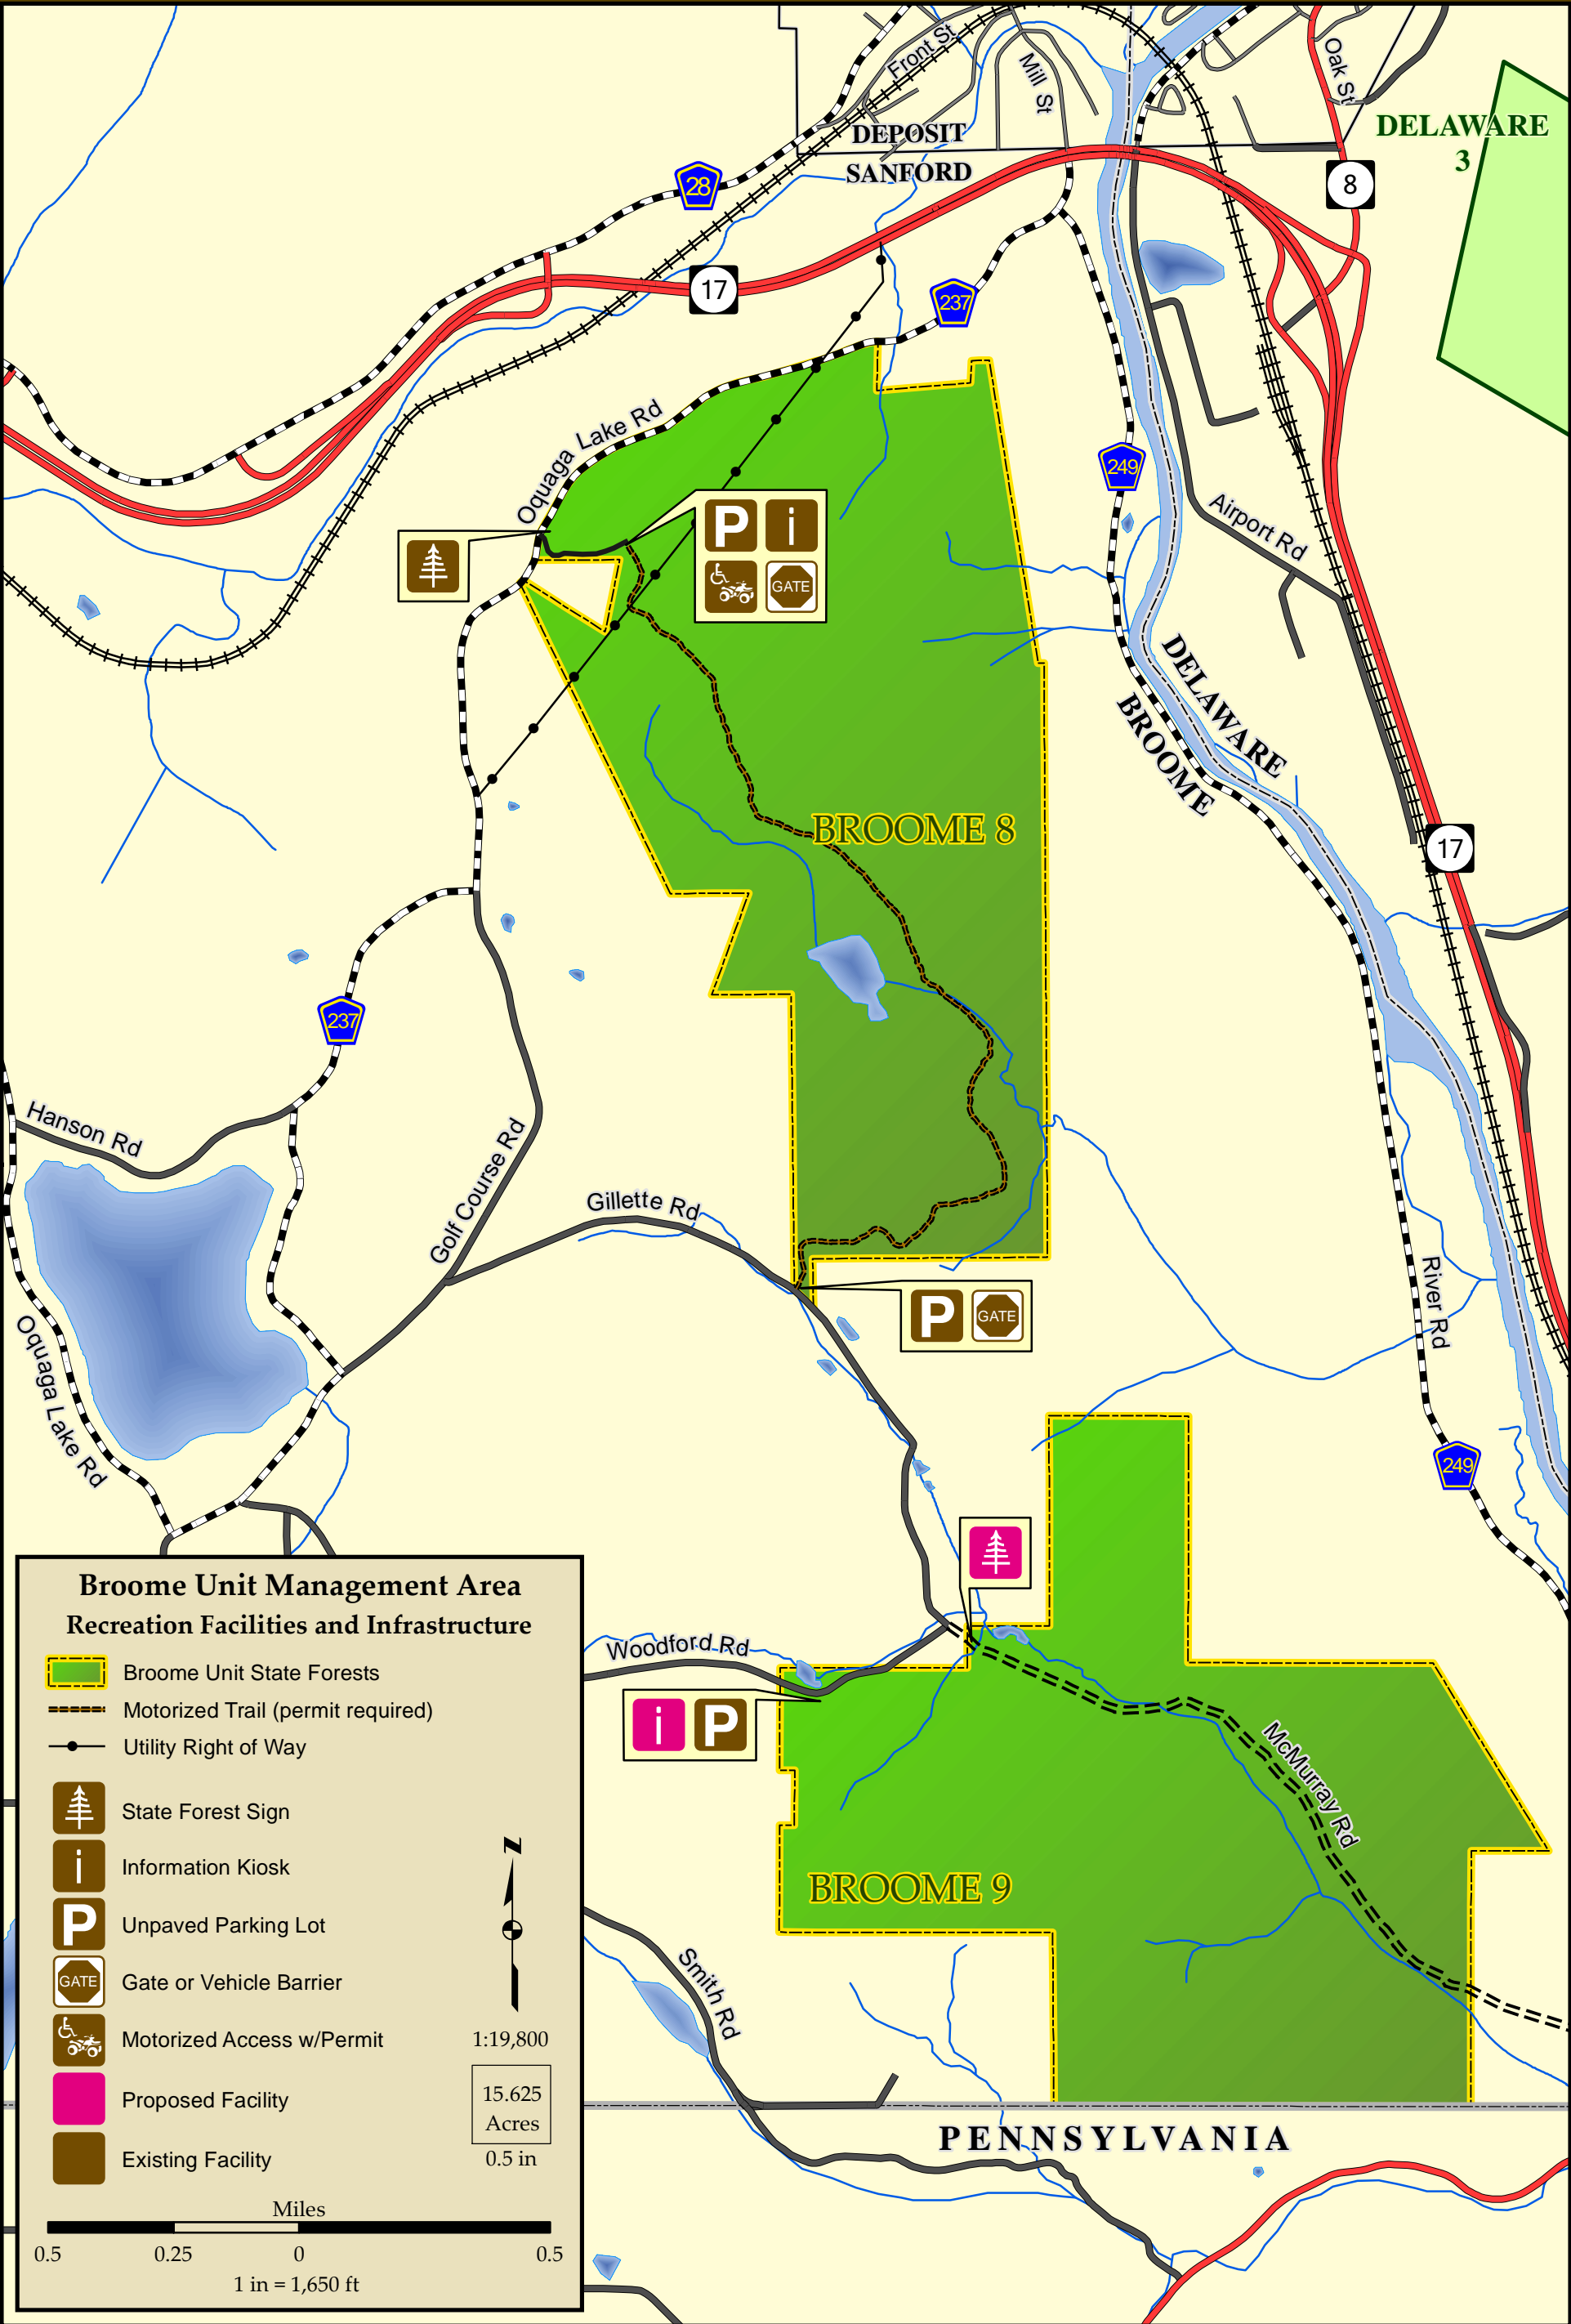 Front St
Mill St
Oak St
DEPOSIT
SANFORD
DELAWARE
3
28
8
17
237
Oquaga Lake Rd
249
P i
GATE
Airport Rd
DELAWARE
BROOME
BROOME 8
17
237
Hanson Rd
Golf Course Rd
Gillette Rd
P GATE
River Rd
Oquaga Lake Rd
249
Woodford Rd
i P
McMurray Rd
BROOME 9
Smith Rd
PENNSYLVANIA
Broome Unit Management Area
Recreation Facilities and Infrastructure
Broome Unit State Forests
Motorized Trail (permit required)
Utility Right of Way
State Forest Sign
i Information Kiosk
P Unpaved Parking Lot
GATE Gate or Vehicle Barrier
Motorized Access w/Permit
Proposed Facility
Existing Facility
N
1:19,800
15.625
Acres
0.5 in
Miles
0.5 0.25 0 0.5
1 in = 1,650 ft